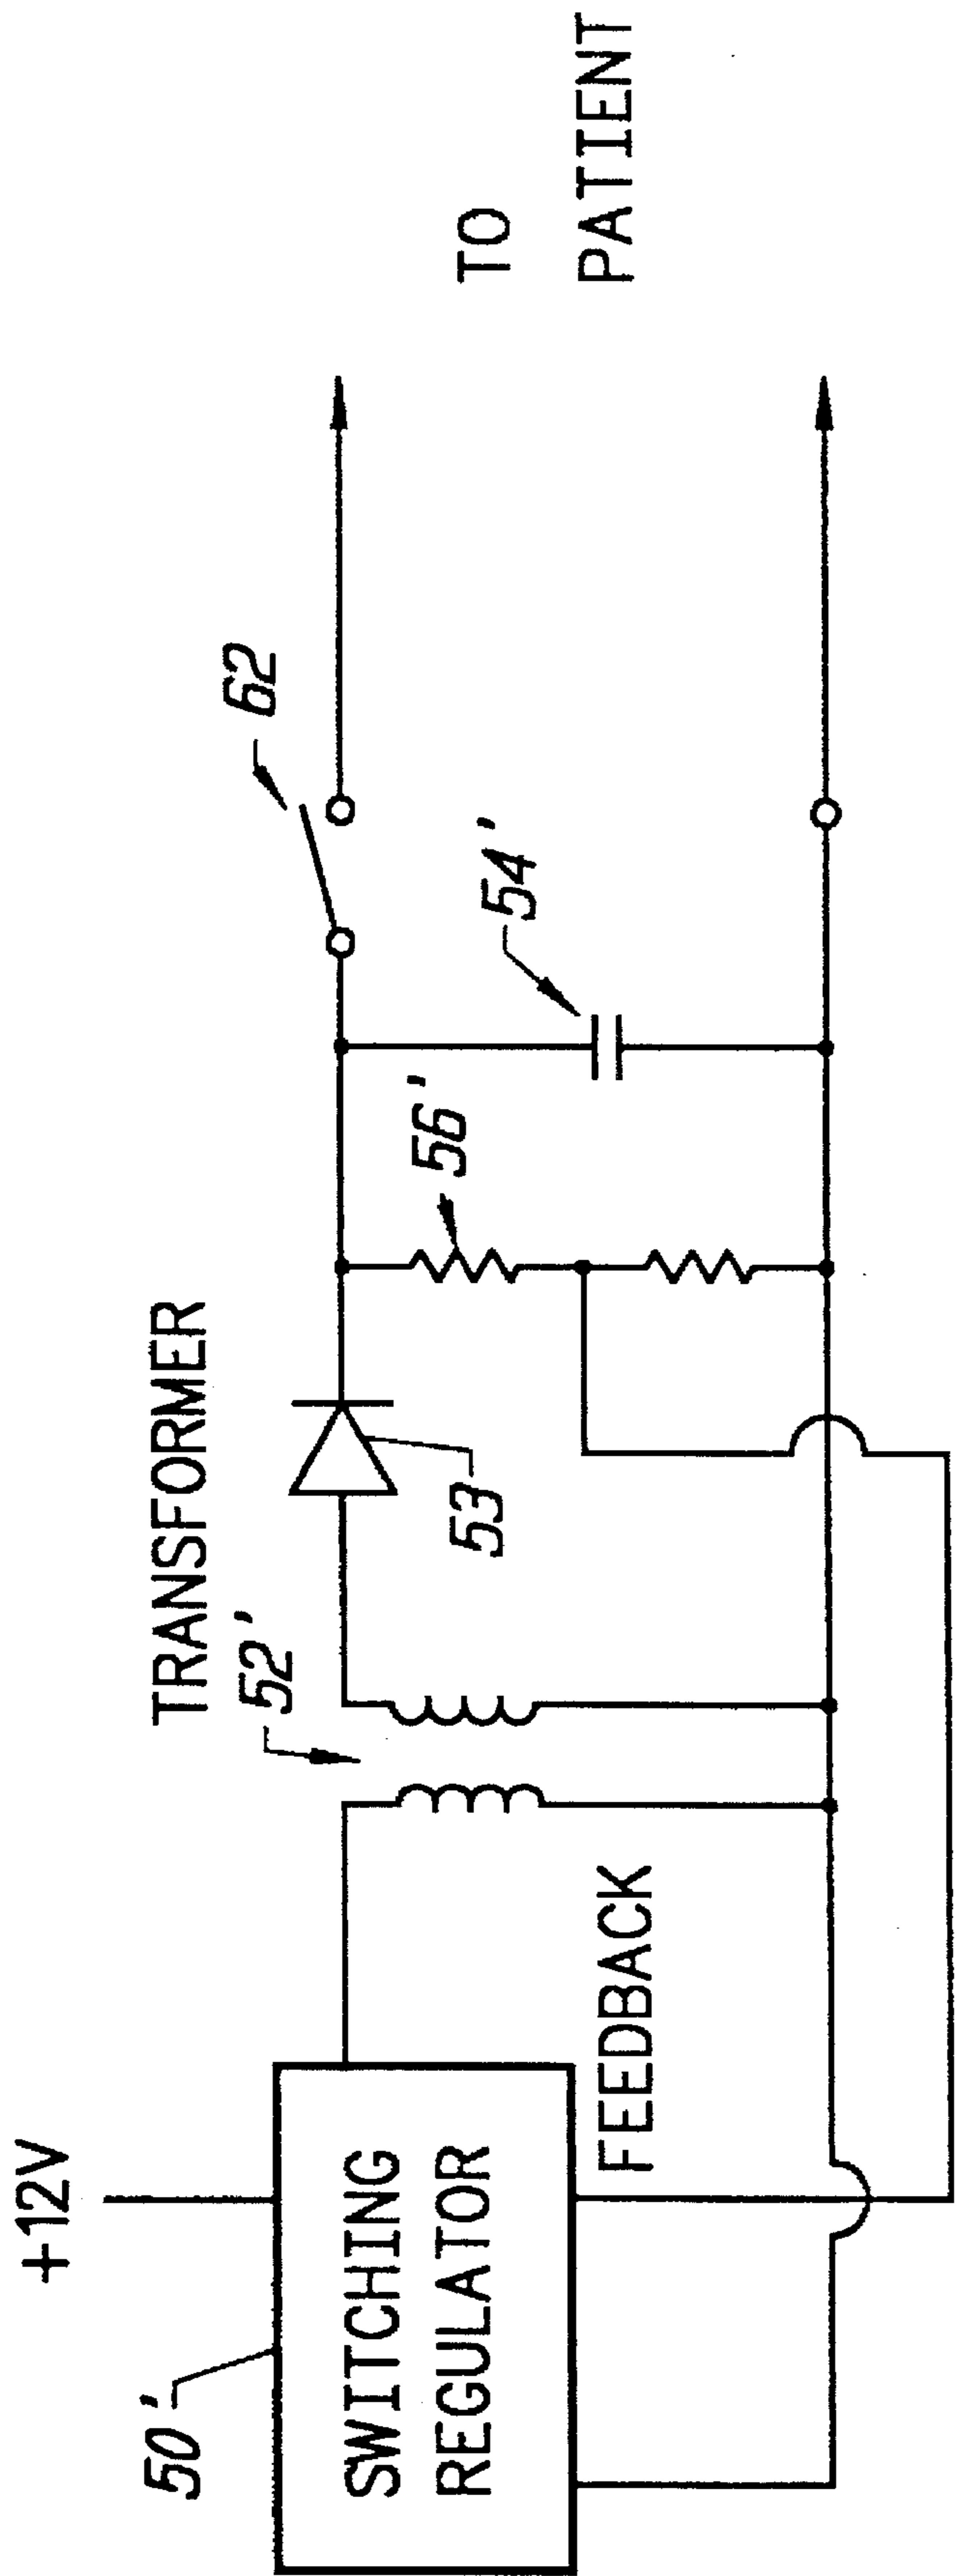 +12V
50'
SWITCHING
REGULATOR
FEEDBACK
TRANSFORMER
52'
53
56'
54'
62
TO
PATIENT